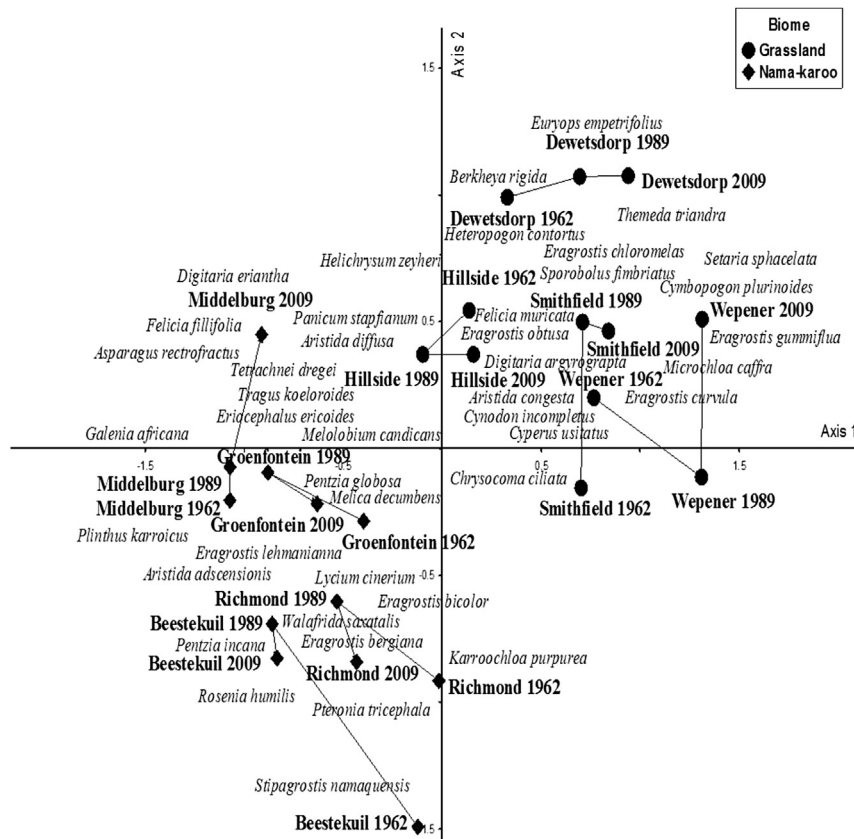 Biome
Grassland
Nama-karoo
Axis 2
1.5
Euryops empetrifolius
Dewetsdorp 1989
Berkheya rigida
Dewetsdorp 2009
Dewetsdorp 1962
Themeda triandra
Heteropogon contortus
Eragrostis chloromelas
Helichrysum zeyheri
Setaria sphacelata
Digitaria eriantha
Hillside 1962
Sporobolus fimbriatus
Cymbopogon plurinoides
Middelburg 2009
Smithfield 1989
Wepener 2009
Felicia fillifolia
Panicum stapfianum
0.5
Felicia muricata
Aristida diffusa
Eragrostis obtusa
Smithfield 2009
Eragrostis gummiflua
Asparagus rectrofractus
Digitaria argyrograpta
Tetrachnei dregei
Hillside 1989
Hillside 2009
Wepener 1962
Microchloa caffra
Tragus koeloroides
Aristida congesta
Eragrostis curvula
Eriocephalus ericoides
Cynodon incompletus
Galenia africana
Melolobium candicans
Cyperus usitatus
Axis 1
-1.5
Groenfontein 1989
-0.5
0.5
1.5
Middelburg 1989
Pentzia globosa
Chrysocoma ciliata
Wepener 1989
Middelburg 1962
Melica decumbens
Smithfield 1962
Groenfontein 2009
Plinthus karroicus
Groenfontein 1962
Eragrostis lehmanianna
Aristida adscensionis
Lycium cinerium
-0.5
Richmond 1989
Eragrostis bicolor
Beestekuil 1989
Walafrida saxatalis
Pentzia incana
Eragrostis bergiana
Beestekuil 2009
Richmond 2009
Karroochloa purpurea
Richmond 1962
Rosenia humilis
Pteronia tricephala
Stipagrostis namaquensis
Beestekuil 1962
1.5